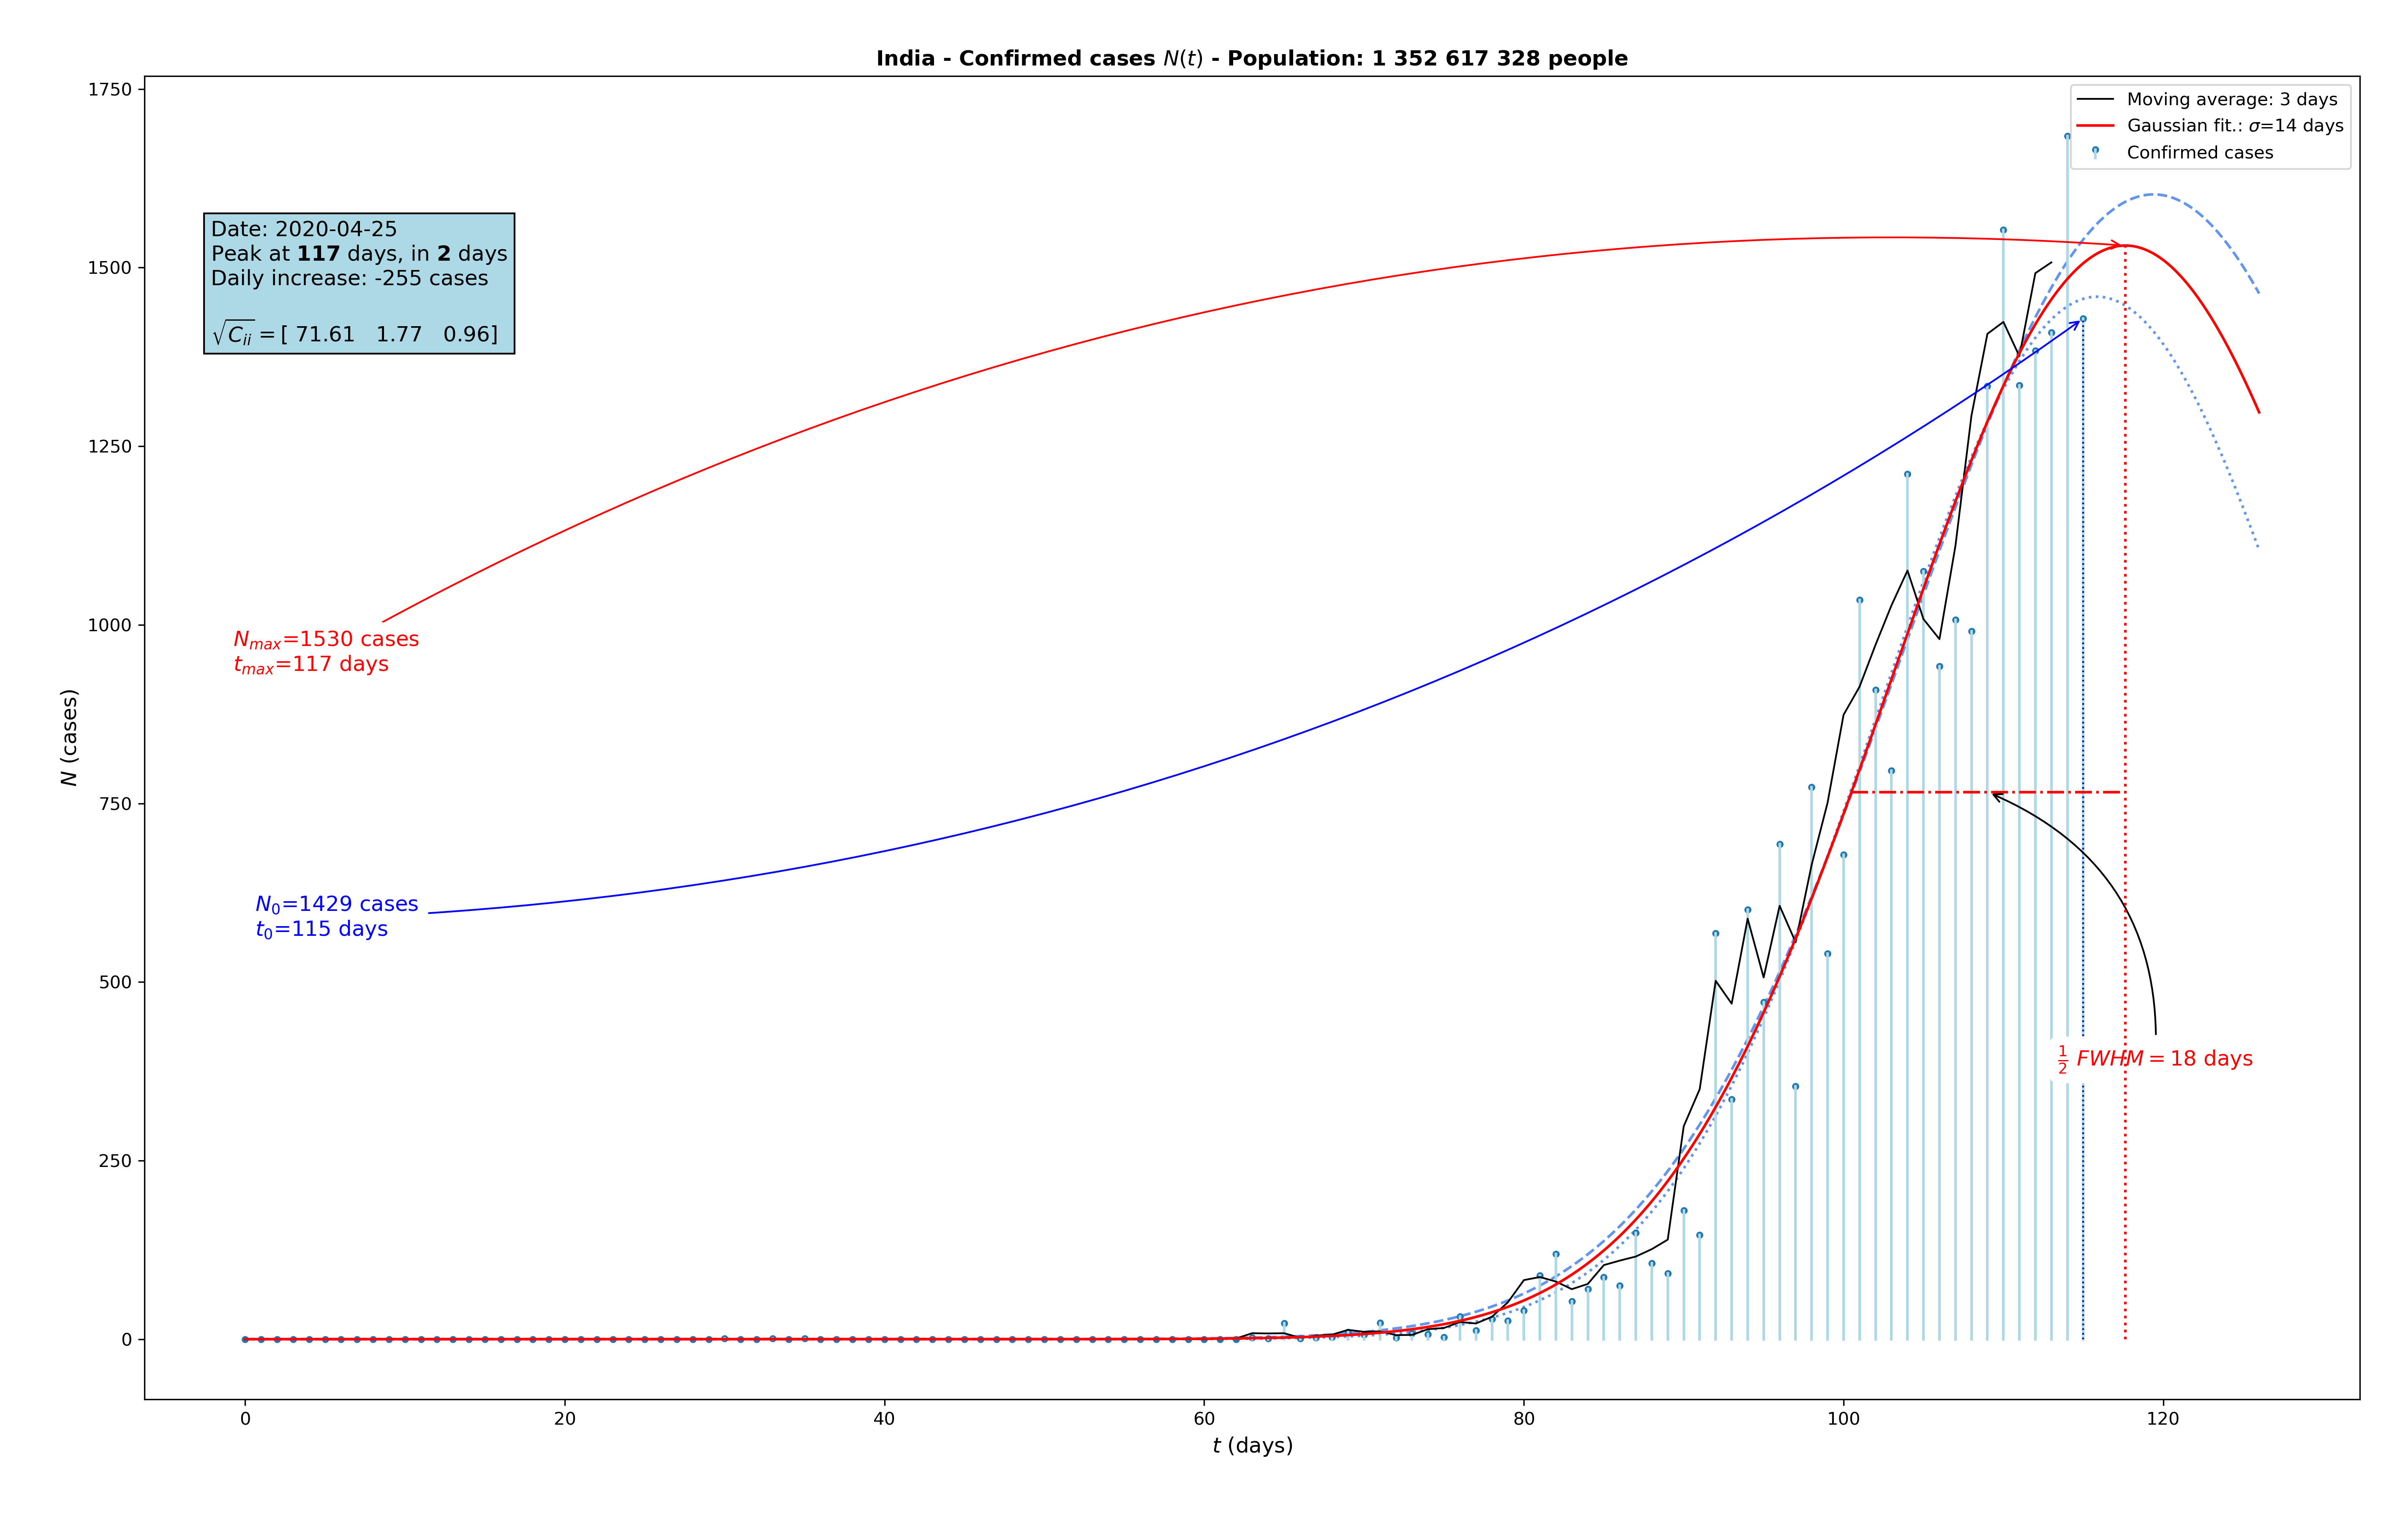 India - Confirmed cases N(t) - Population: 1 352 617 328 people
Moving average: 3 days
Gaussian fit.: σ=14 days
Confirmed cases
Date: 2020-04-25
Peak at 117 days, in 2 days
Daily increase: -255 cases
√C_ii = [ 71.61 1.77 0.96]
N_max=1530 cases
t_max=117 days
N_0=1429 cases
t_0=115 days
1/2 FWHM = 18 days
N (cases)
1750
1500
1250
1000
750
500
250
0
0 20 40 60 80 100 120
t (days)